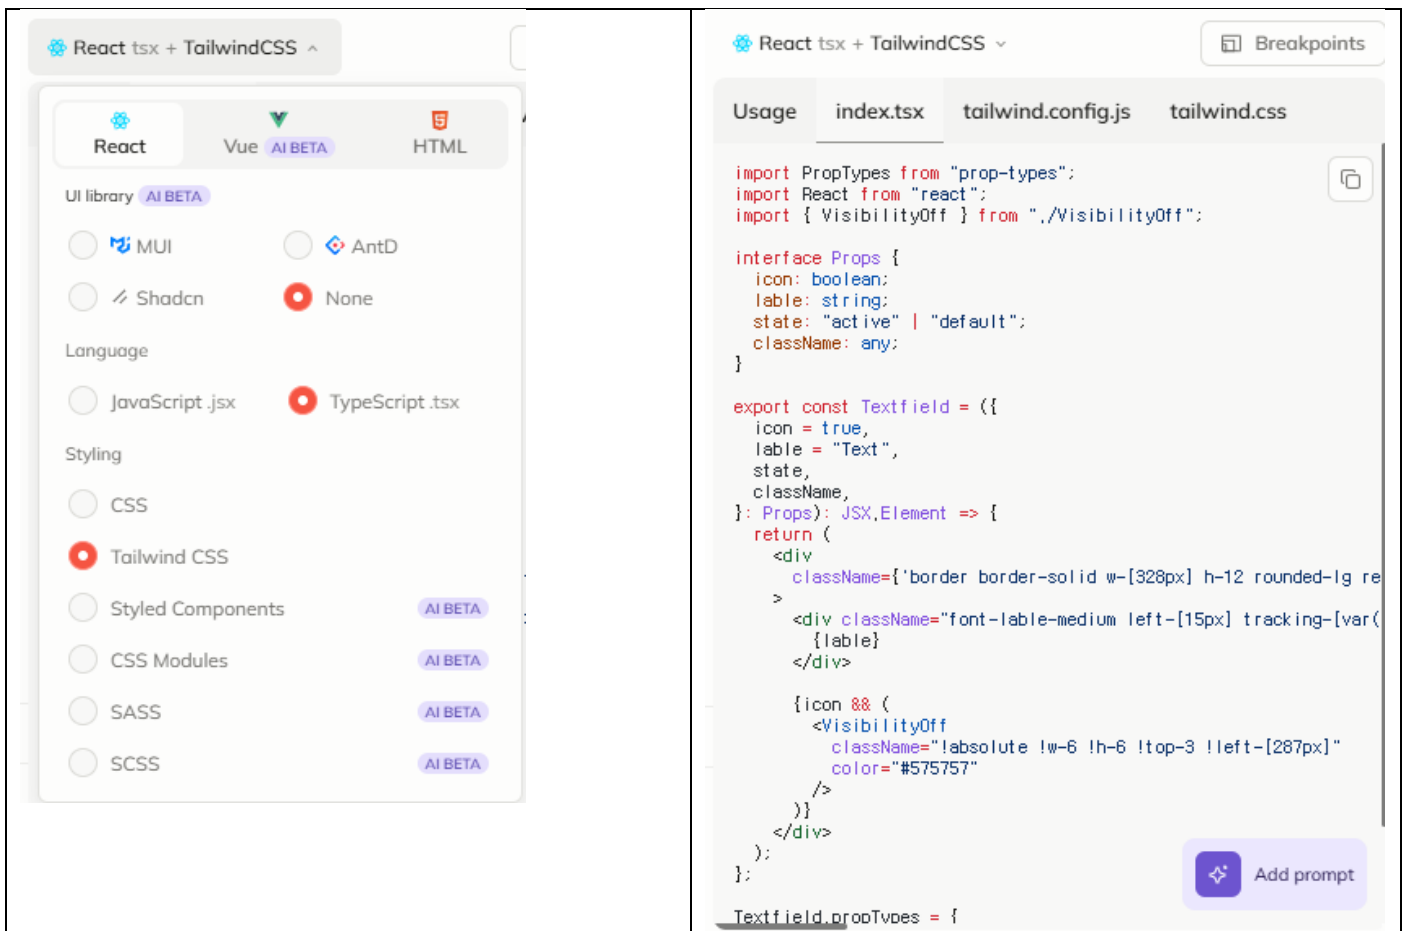 React tsx + TailwindCSS
React
Vue AI BETA
HTML
UI library AI BETA
MUI
AntD
Shadcn
None
Language
JavaScript .jsx
TypeScript .tsx
Styling
CSS
Tailwind CSS
Styled Components AI BETA
CSS Modules AI BETA
SASS AI BETA
SCSS AI BETA
React tsx + TailwindCSS
Breakpoints
Usage index.tsx tailwind.config.js tailwind.css
import PropTypes from "prop-types";
import React from "react";
import { VisibilityOff } from "./VisibilityOff";
interface Props {
icon: boolean;
lable: string;
state: "active" | "default";
className: any;
}
export const Textfield = ({
icon = true,
lable = "Text",
state,
className,
}: Props): JSX.Element => {
return (
<div
className={`border border-solid w-[328px] h-12 rounded-lg re
>
<div className="font-lable-medium left-[15px] tracking-[var(
{lable}
</div>
{icon && (
<VisibilityOff
className="!absolute !w-6 !h-6 !top-3 !left-[287px]"
color="#575757"
/>
)}
</div>
);
};
Add prompt
Textfield.propTypes = {